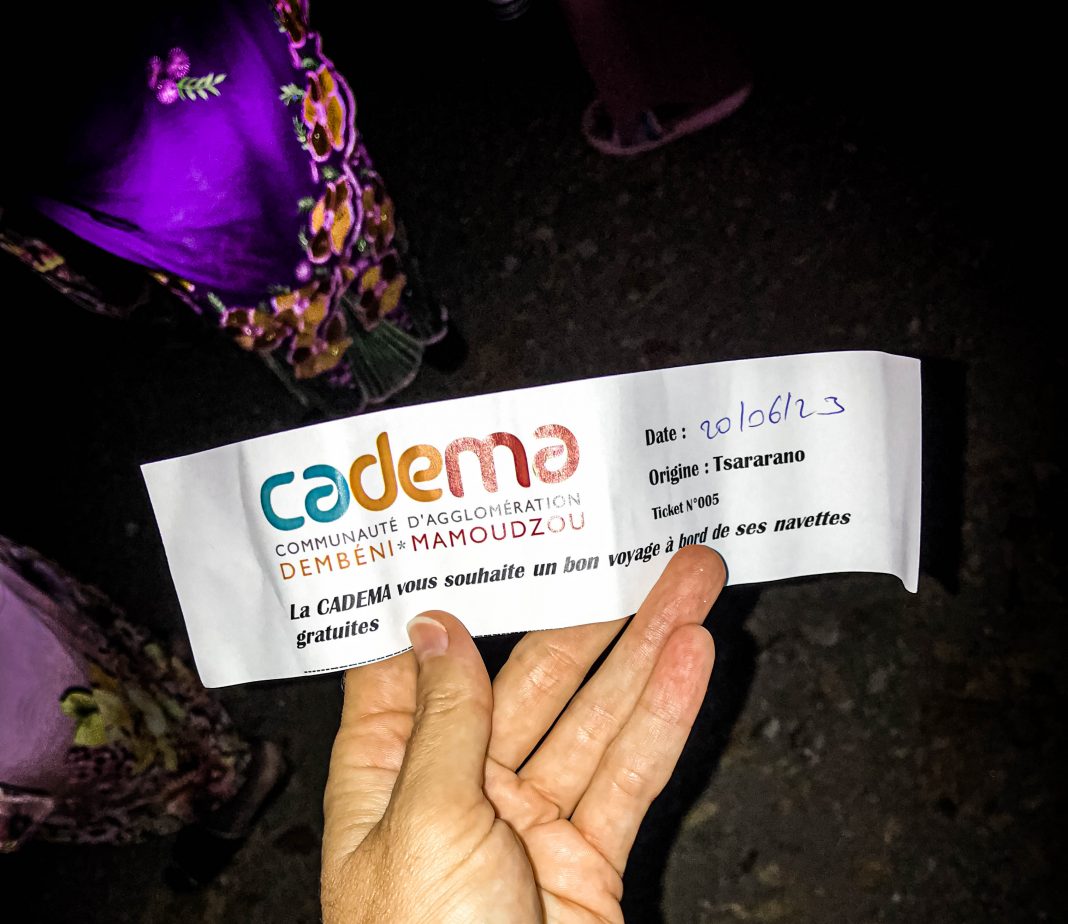 cadema
COMMUNAUTÉ D'AGGLOMÉRATION
DEMBÉNI*MAMOUDZOU
Date : 20/06/23
Origine : Tsararano
Ticket N°005
La CADEMA vous souhaite un bon voyage à bord de ses navettes
gratuites